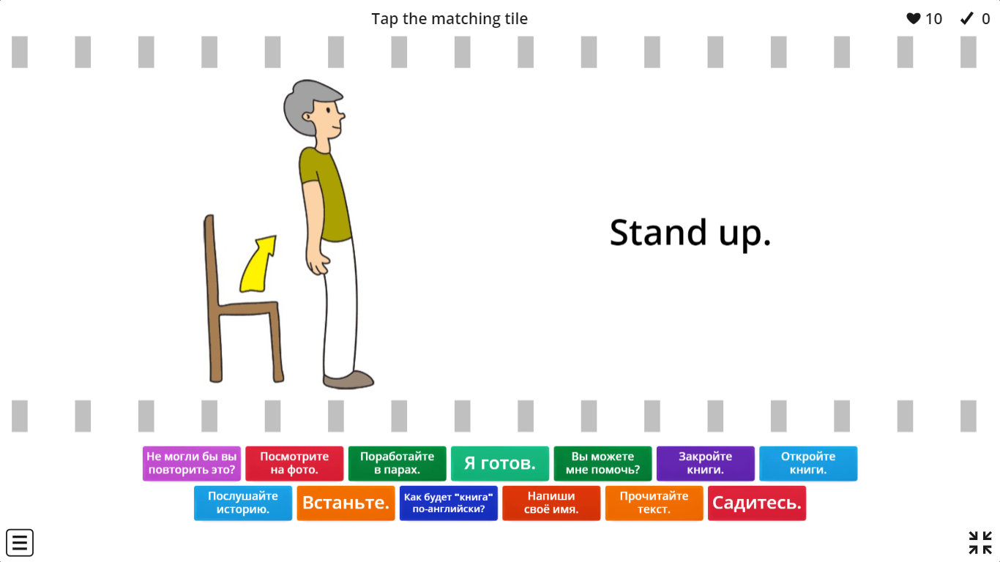 Tap the matching tile
10
0
Stand up.
Не могли бы вы
повторить это?
Посмотрите
на фото.
Поработайте
в парах.
Я готов.
Вы можете
мне помочь?
Закройте
книги.
Откройте
книги.
Послушайте
историю.
Встаньте.
Как будет "книга"
по-английски?
Напиши
своё имя.
Прочитайте
текст.
Садитесь.